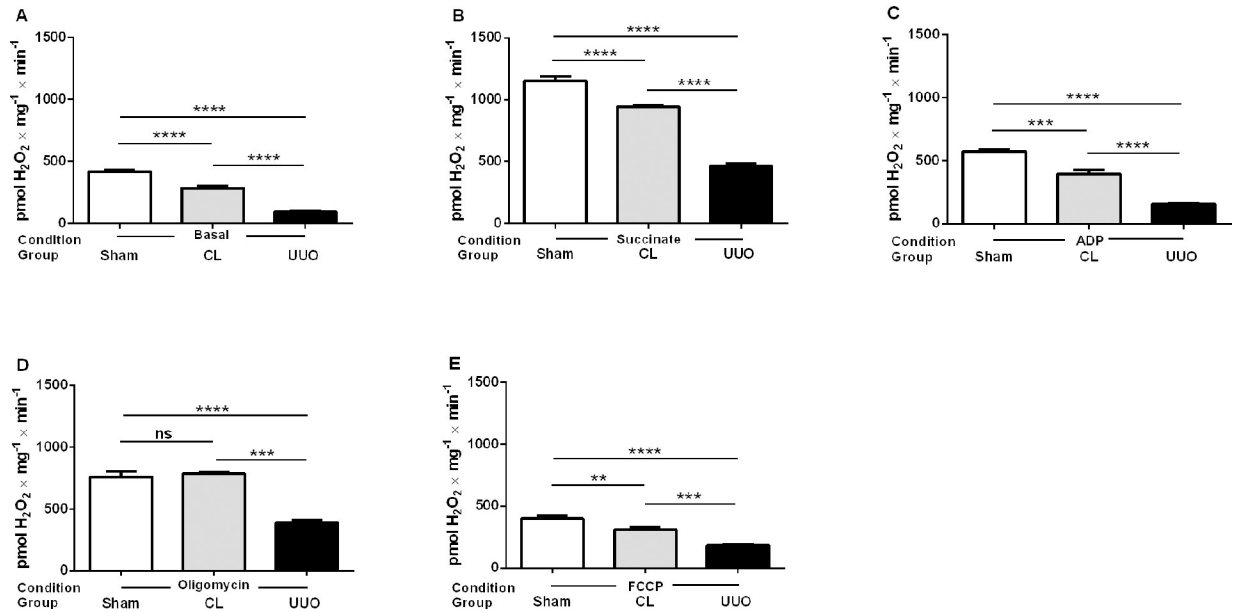 A
pmol H₂O₂ × mg⁻¹ × min⁻¹
1500
1000
500
0
****
****
****
Condition Basal
Group Sham CL UUO
B
pmol H₂O₂ × mg⁻¹ × min⁻¹
1500
1000
500
0
****
****
****
Condition Succinate
Group Sham CL UUO
C
pmol H₂O₂ × mg⁻¹ × min⁻¹
1500
1000
500
0
****
***
****
Condition ADP
Group Sham CL UUO
D
pmol H₂O₂ × mg⁻¹ × min⁻¹
1500
1000
500
0
****
ns
***
Condition Oligomycin
Group Sham CL UUO
E
pmol H₂O₂ × mg⁻¹ × min⁻¹
1500
1000
500
0
****
**
***
Condition FCCP
Group Sham CL UUO